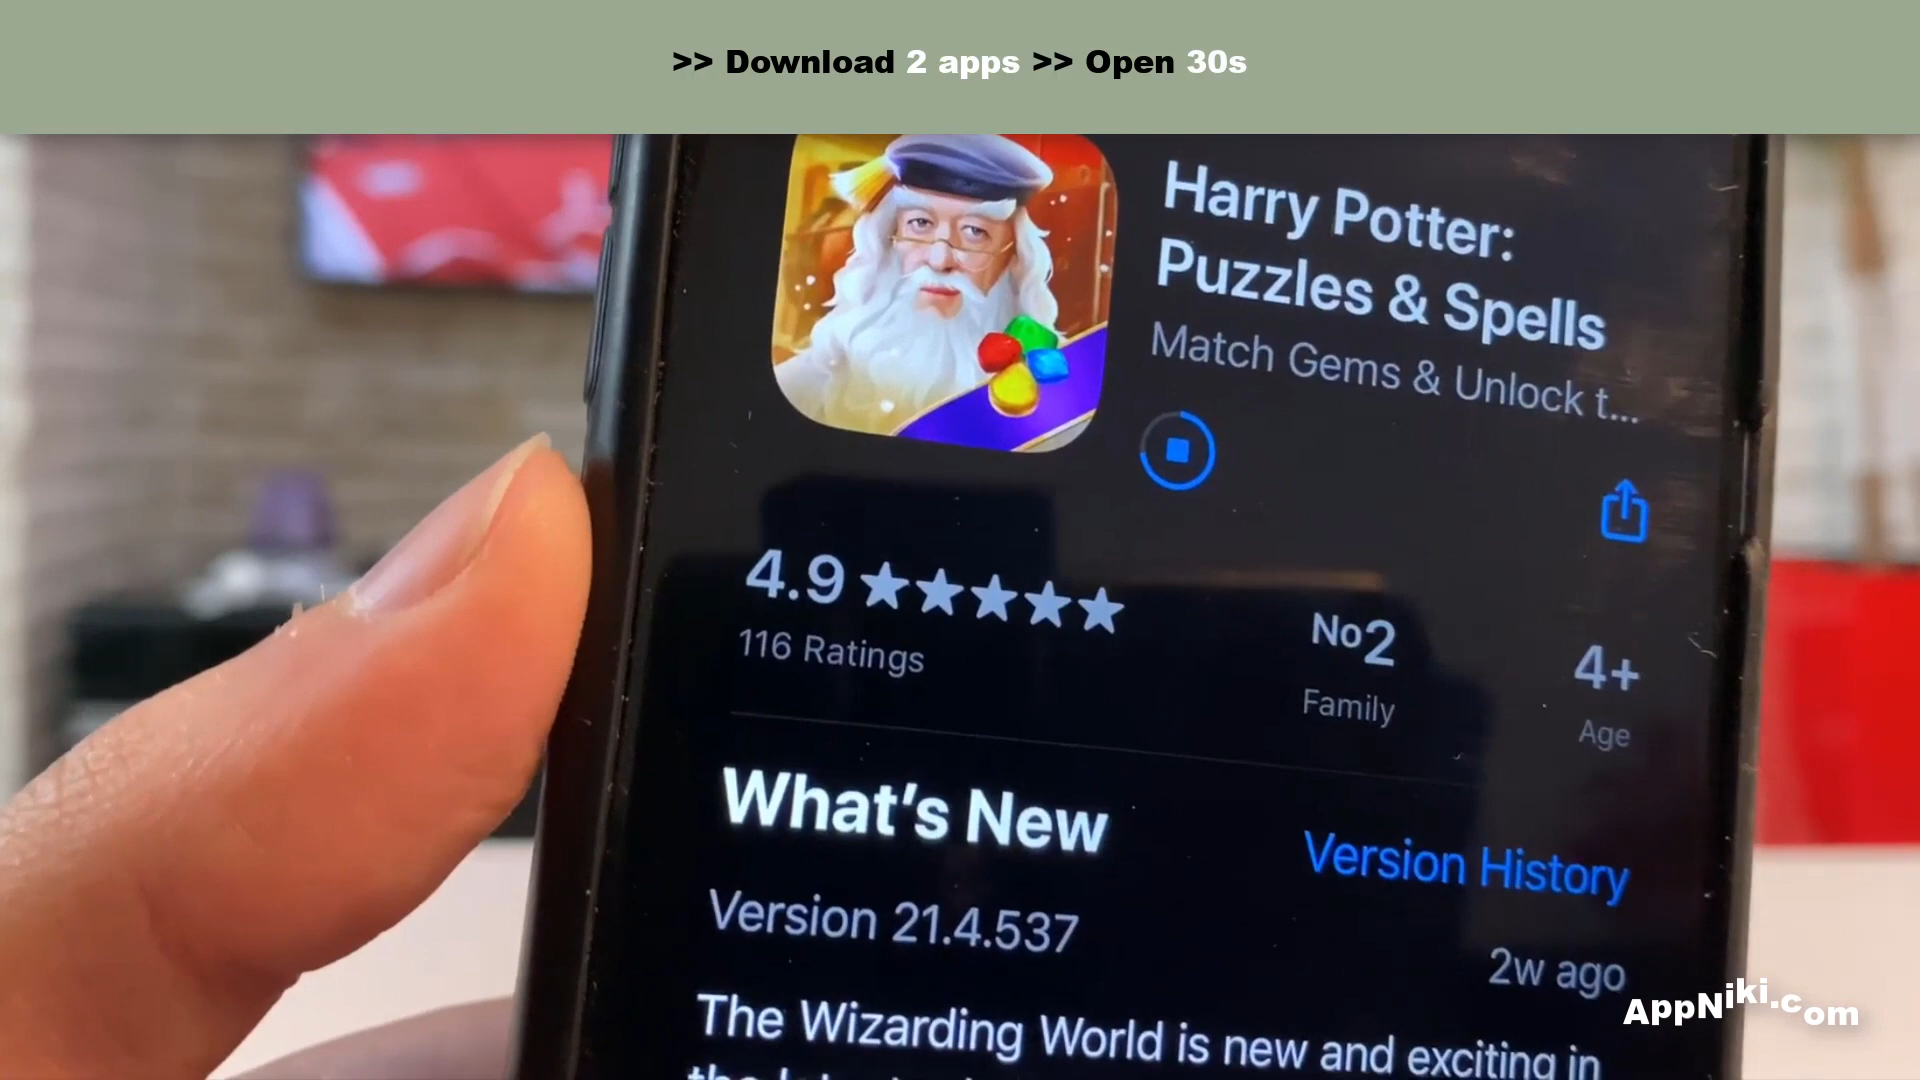 >> Download 2 apps >> Open 30s
Harry Potter:
Puzzles & Spells
Match Gems & Unlock t...
4.9 ★★★★★
116 Ratings
No2
Family
4+
Age
What's New
Version History
Version 21.4.537
2w ago
The Wizarding World is new and exciting in
AppNiki.com